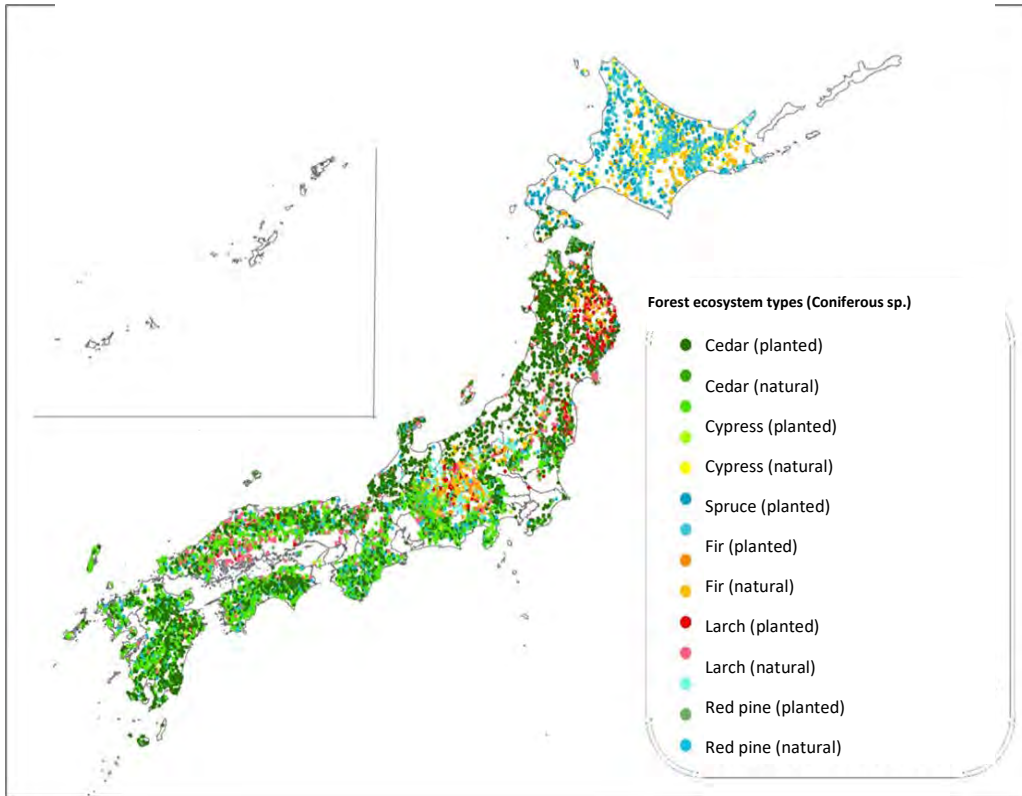 Forest ecosystem types (Coniferous sp.)
Cedar (planted)
Cedar (natural)
Cypress (planted)
Cypress (natural)
Spruce (planted)
Fir (planted)
Fir (natural)
Larch (planted)
Larch (natural)
Red pine (planted)
Red pine (natural)